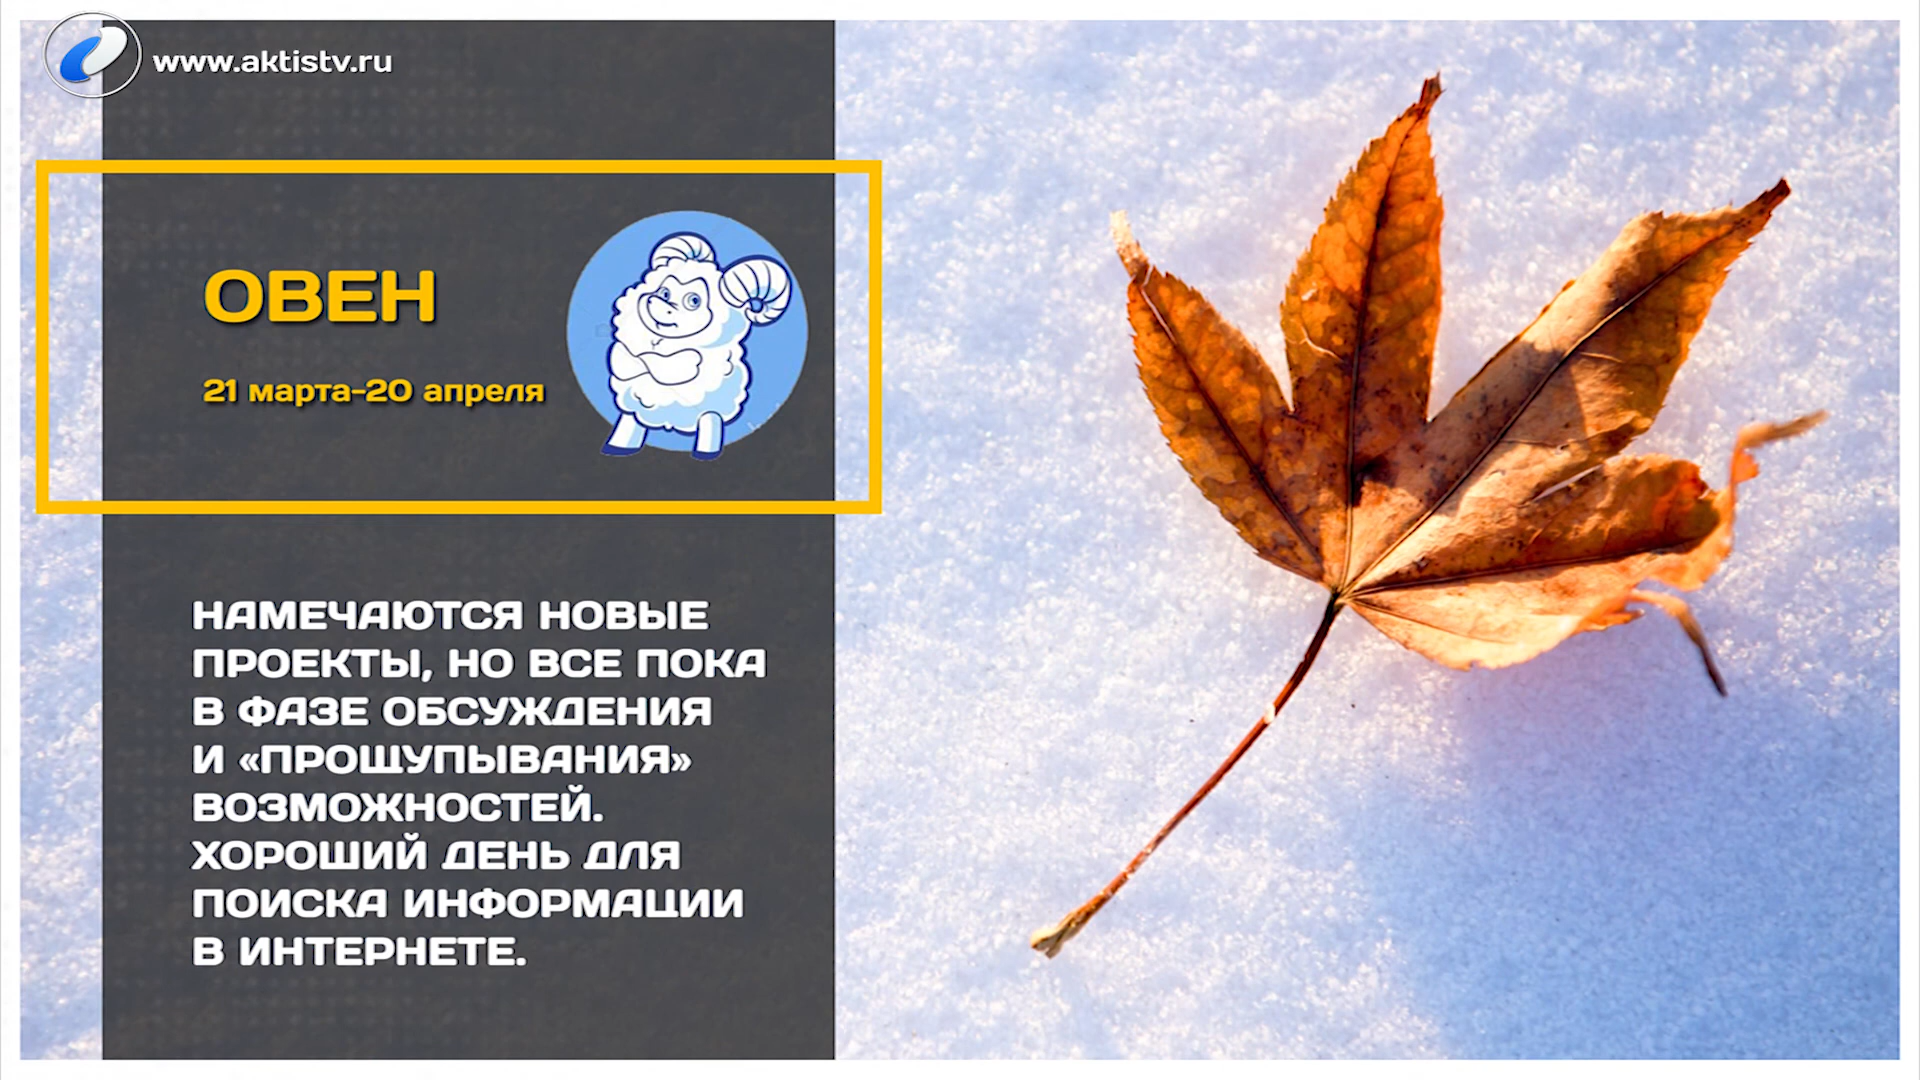 www.aktistv.ru
ОВЕН
21 марта-20 апреля
НАМЕЧАЮТСЯ НОВЫЕ
ПРОЕКТЫ, НО ВСЕ ПОКА
В ФАЗЕ ОБСУЖДЕНИЯ
И «ПРОЩУПЫВАНИЯ»
ВОЗМОЖНОСТЕЙ.
ХОРОШИЙ ДЕНЬ ДЛЯ
ПОИСКА ИНФОРМАЦИИ
В ИНТЕРНЕТЕ.